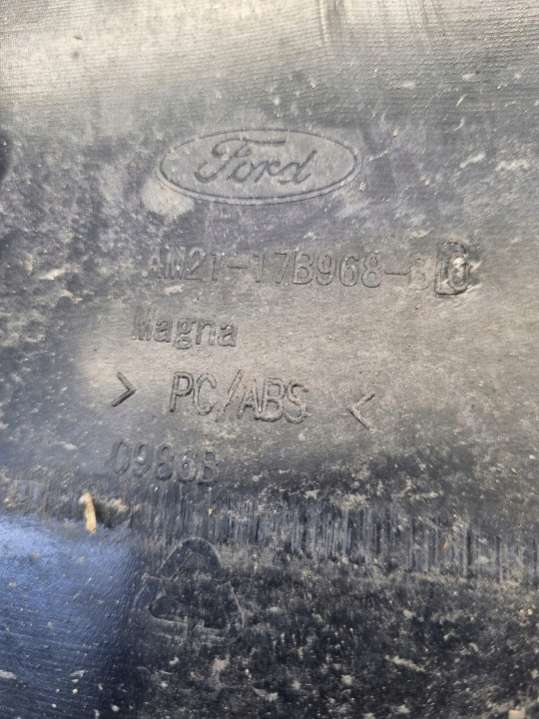 Ford
AM21-17B968-B
Magna
> PC/ABS <
0986B